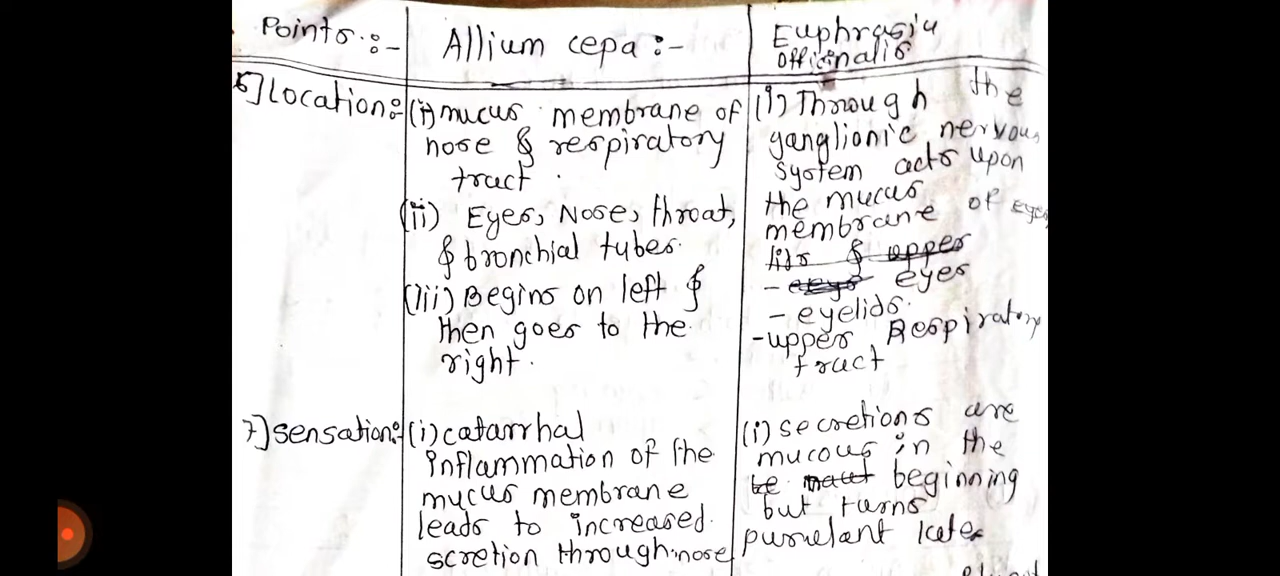 Points :-
Allium cepa :-
Euphrasia
Officinalis
6] Location:-
(i) mucus membrane of
nose & respiratory
tract.
(ii) Eyes, Nose, throat,
& bronchial tubes.
(iii) Begins on left &
then goes to the
right.
(i) Through the
ganglionic nervous
system acts upon
the mucus
membrane of eyes,
lids & upper
- eyes eyes
- eyelids.
- upper Respiratory
tract
7] Sensation:-
(i) catarrhal
inflammation of the
mucus membrane
leads to increased
scretion through nose
(i) secretions are
mucous in the
be beginning
but turns
purulant later